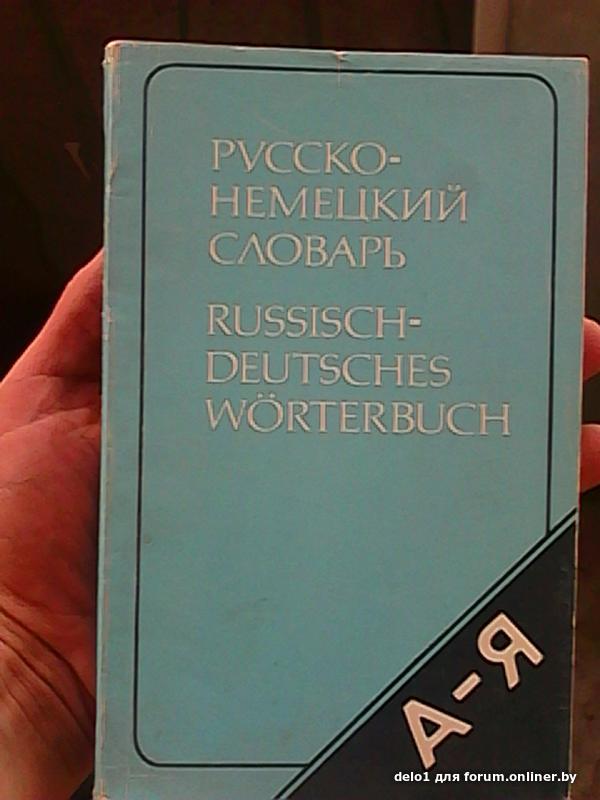 РУССКО-
НЕМЕЦКИЙ
СЛОВАРЬ
RUSSISCH-
DEUTSCHES
WÖRTERBUCH
А-Я
delo1 для forum.onliner.by